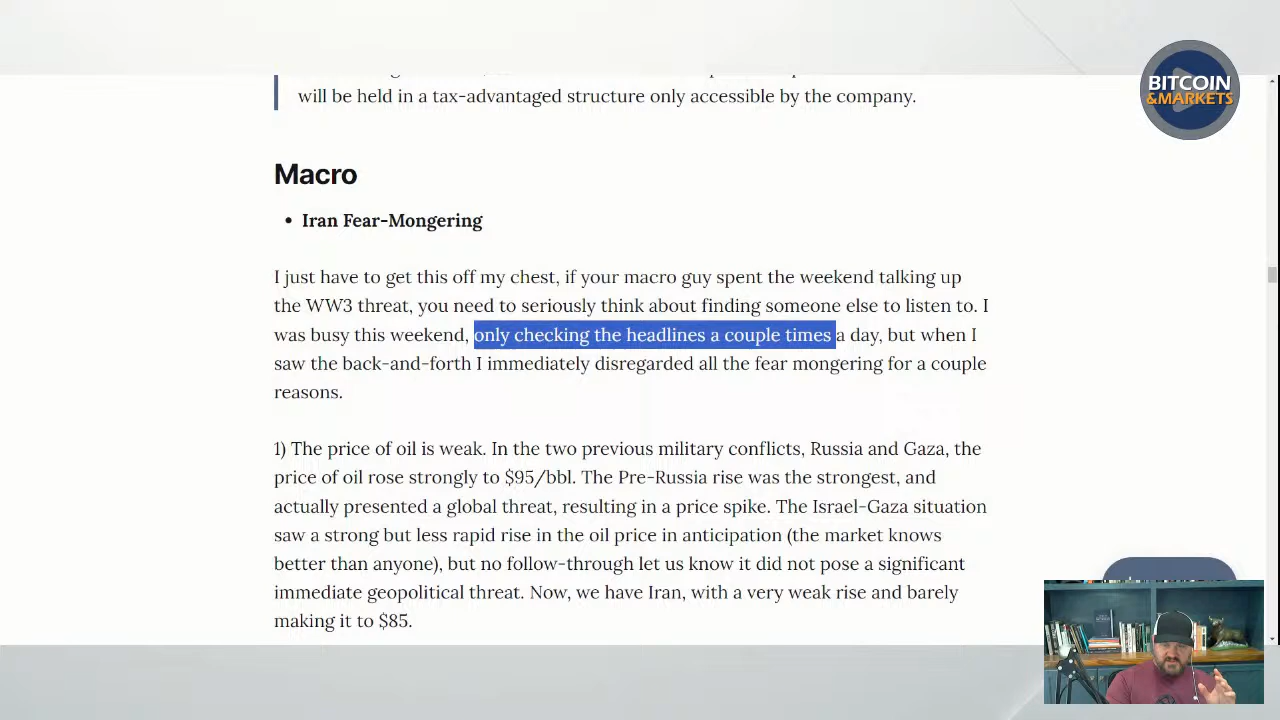 BITCOIN
&MARKETS
will be held in a tax-advantaged structure only accessible by the company.
Macro
• Iran Fear-Mongering
I just have to get this off my chest, if your macro guy spent the weekend talking up
the WW3 threat, you need to seriously think about finding someone else to listen to. I
was busy this weekend, only checking the headlines a couple times a day, but when I
saw the back-and-forth I immediately disregarded all the fear mongering for a couple
reasons.
1) The price of oil is weak. In the two previous military conflicts, Russia and Gaza, the
price of oil rose strongly to $95/bbl. The Pre-Russia rise was the strongest, and
actually presented a global threat, resulting in a price spike. The Israel-Gaza situation
saw a strong but less rapid rise in the oil price in anticipation (the market knows
better than anyone), but no follow-through let us know it did not pose a significant
immediate geopolitical threat. Now, we have Iran, with a very weak rise and barely
making it to $85.